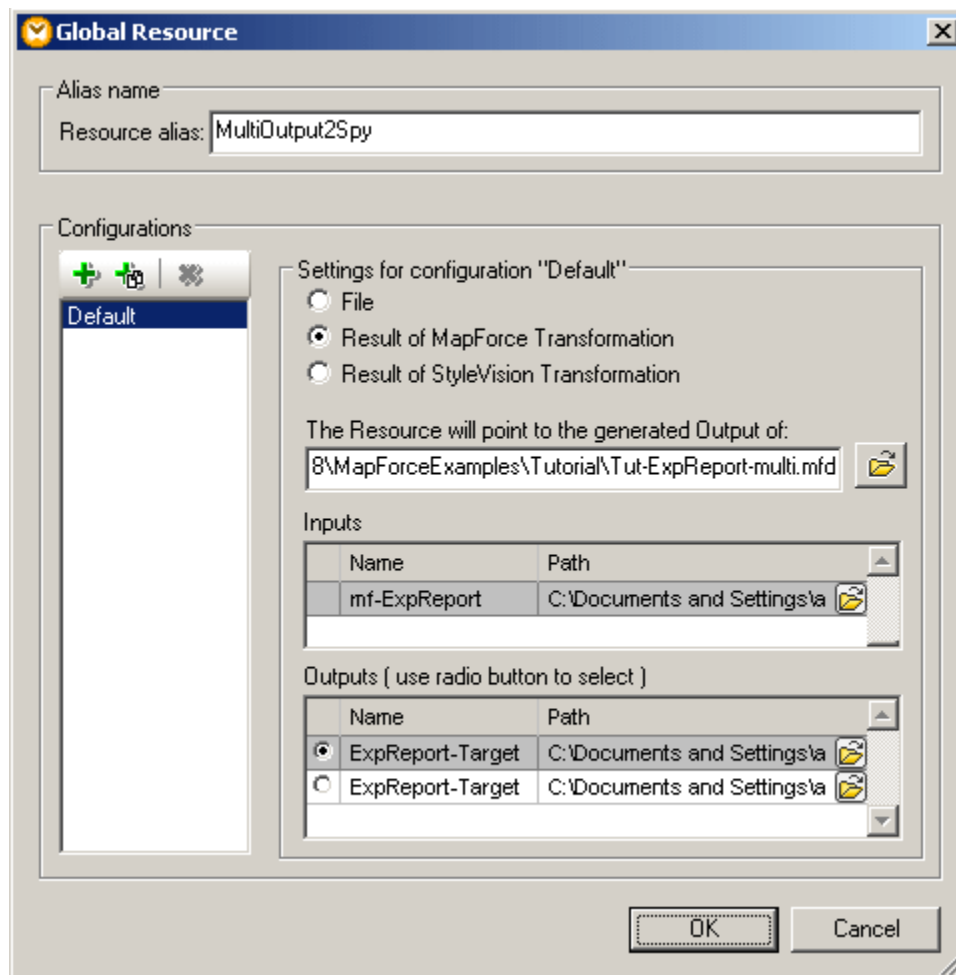 Global Resource
Alias name
Resource alias: MultiOutput2Spy
Configurations
Default
Settings for configuration "Default"
File
Result of MapForce Transformation
Result of StyleVision Transformation
The Resource will point to the generated Output of:
8\MapForceExamples\Tutorial\Tut-ExpReport-multi.mfd
Inputs
Name Path
mf-ExpReport C:\Documents and Settings\a
Outputs ( use radio button to select )
Name Path
ExpReport-Target C:\Documents and Settings\a
ExpReport-Target C:\Documents and Settings\a
OK Cancel